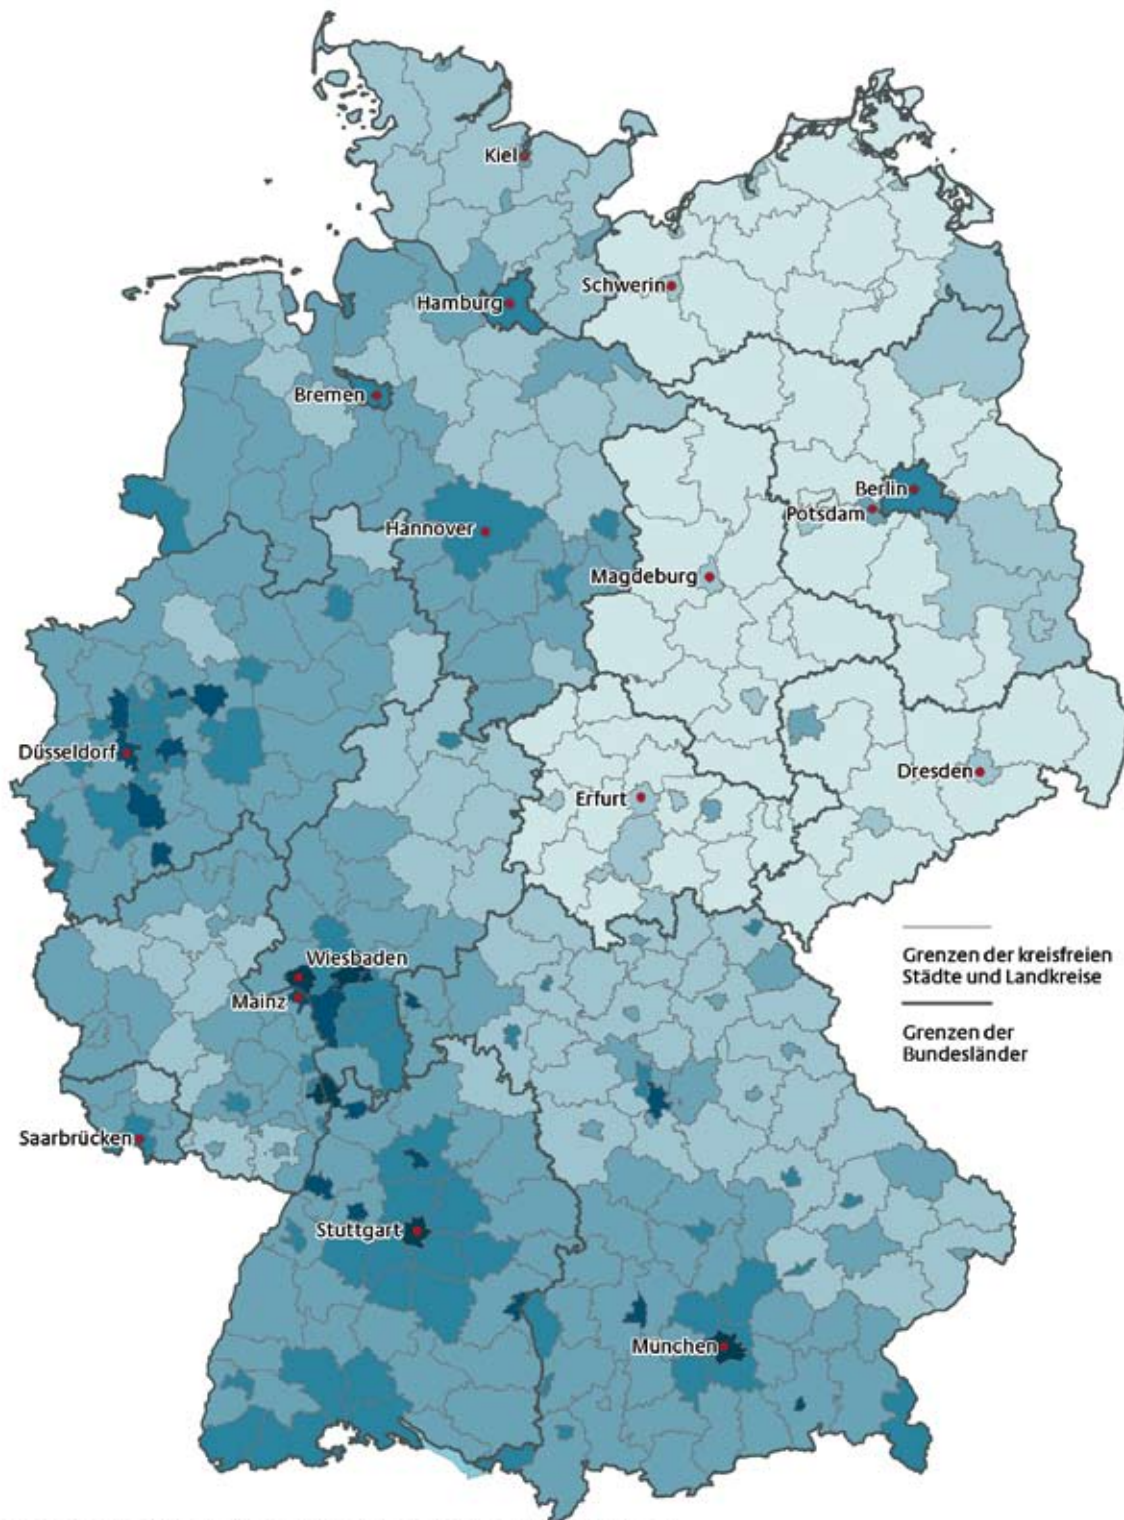 Kiel
Schwerin
Hamburg
Bremen
Berlin
Potsdam
Hannover
Magdeburg
Düsseldorf
Dresden
Erfurt
Grenzen der kreisfreien
Städte und Landkreise
Grenzen der
Bundesländer
Wiesbaden
Mainz
Saarbrücken
Stuttgart
München